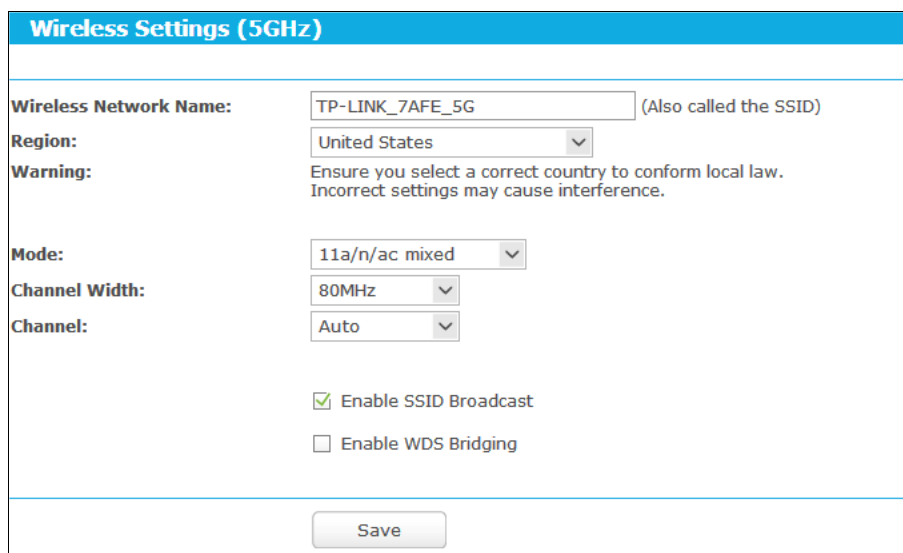 Wireless Settings (5GHz)
Wireless Network Name: TP-LINK_7AFE_5G (Also called the SSID)
Region: United States
Warning: Ensure you select a correct country to conform local law.
Incorrect settings may cause interference.
Mode: 11a/n/ac mixed
Channel Width: 80MHz
Channel: Auto
Enable SSID Broadcast
Enable WDS Bridging
Save